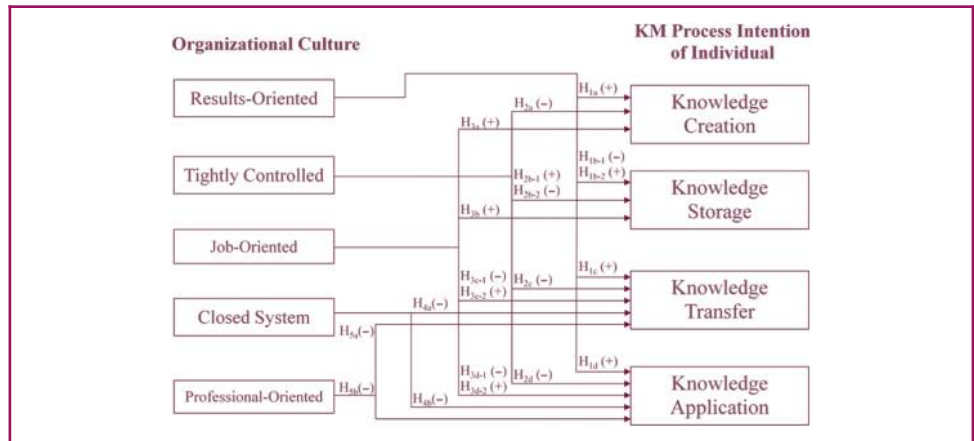 Organizational Culture
KM Process Intention
of Individual
Results-Oriented
Tightly Controlled
Job-Oriented
Closed System
Professional-Oriented
H1a (+)
H2a (−)
H3a (+)
Knowledge
Creation
H1b-1 (−)
H1b-2 (+)
H2b-1 (+)
H2b-2 (−)
H3b (+)
Knowledge
Storage
H1c (+)
H3c-1 (−)
H2c (−)
H3c-2 (+)
H4a (−)
H5a (−)
Knowledge
Transfer
H1d (+)
H3d-1 (−)
H2d (−)
H3d-2 (+)
H5b (−)
H4b (−)
Knowledge
Application